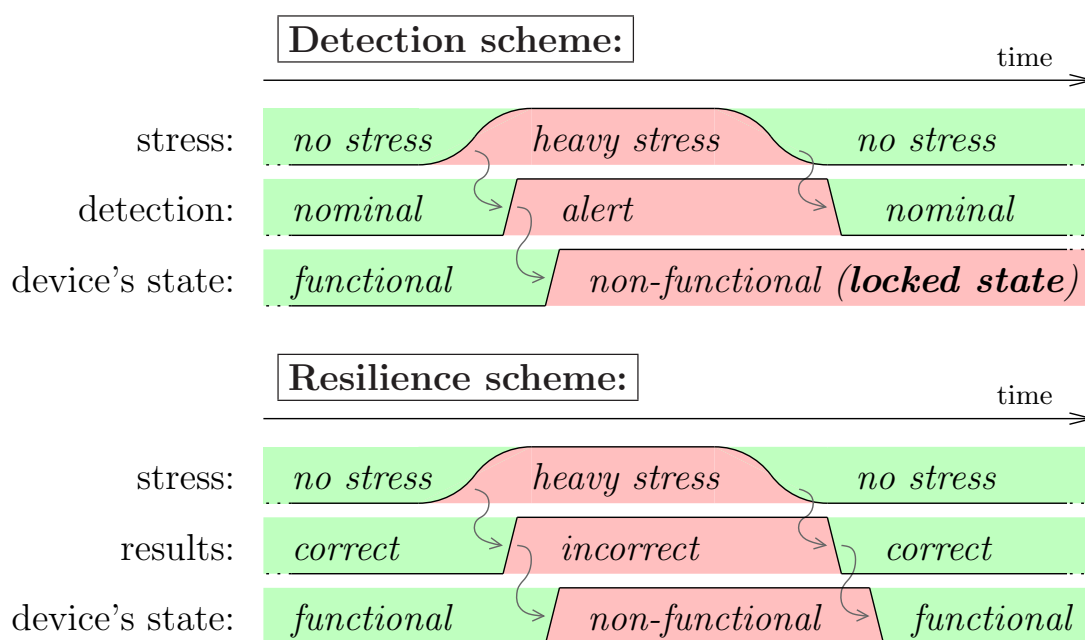 Detection scheme:
time
stress: no stress heavy stress no stress
detection: nominal alert nominal
device's state: functional non-functional (locked state)
Resilience scheme:
time
stress: no stress heavy stress no stress
results: correct incorrect correct
device's state: functional non-functional functional